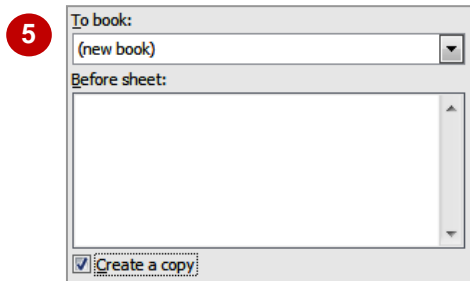 5
To book:
(new book)
Before sheet:
Create a copy